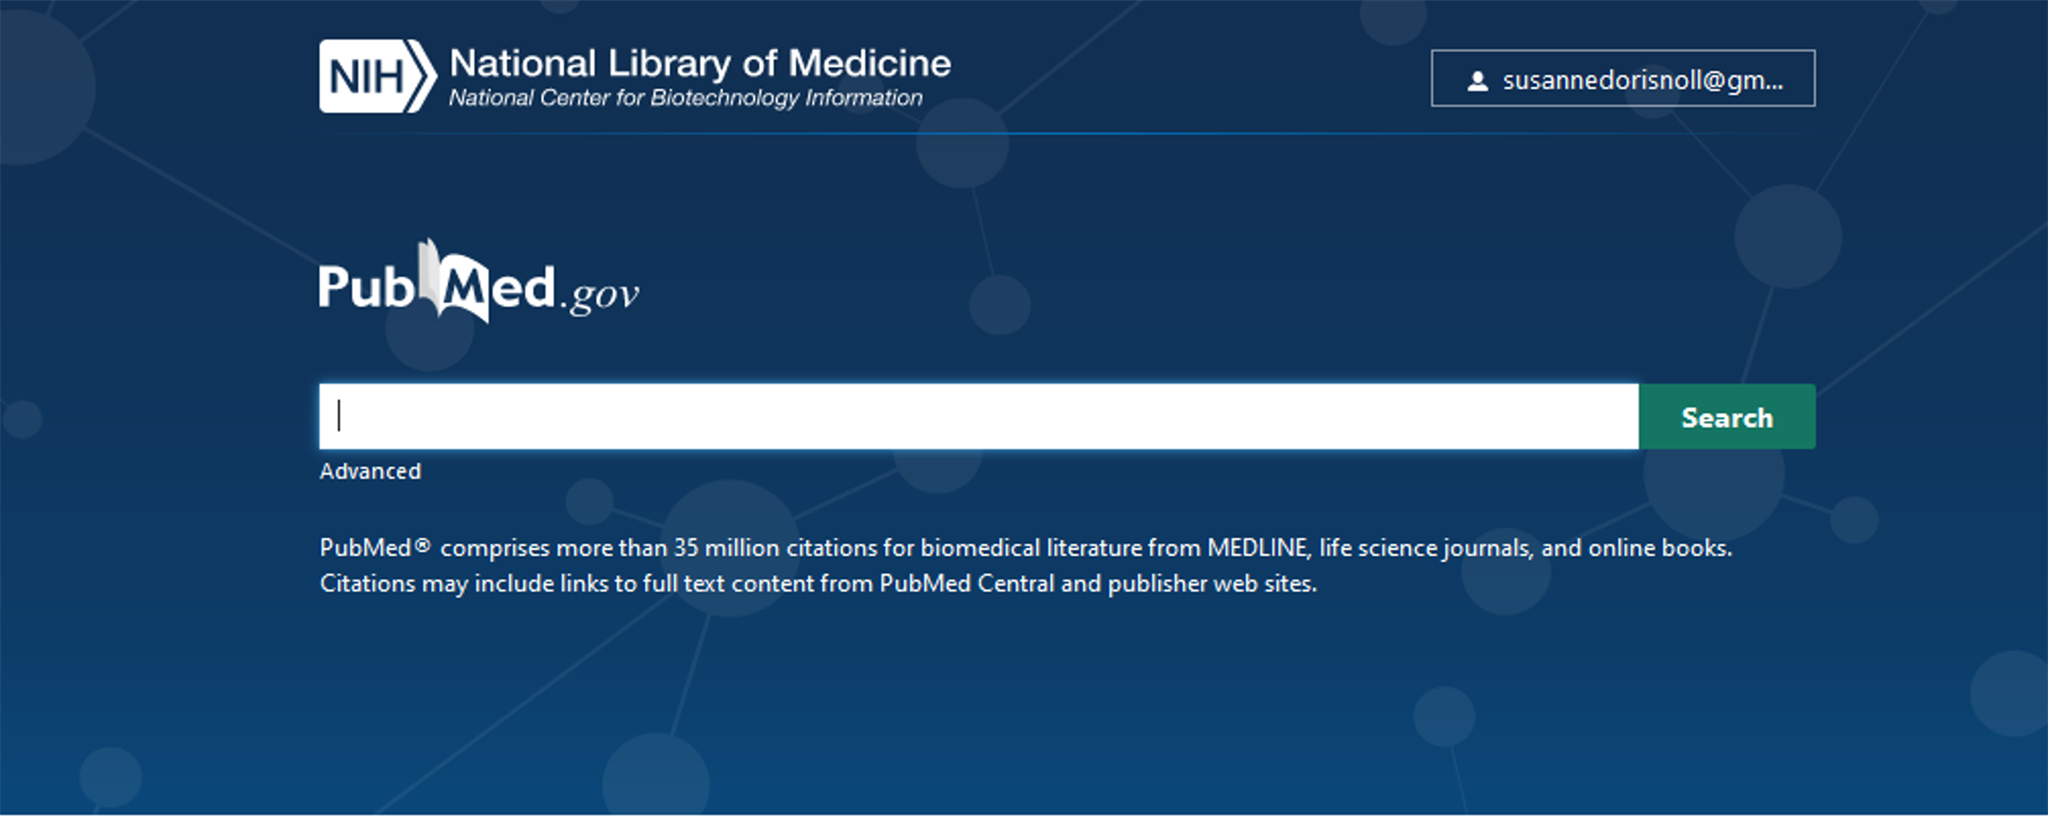 NIH National Library of Medicine
National Center for Biotechnology Information
susannedorisnoll@gm...
PubMed.gov
Search
Advanced
PubMed® comprises more than 35 million citations for biomedical literature from MEDLINE, life science journals, and online books.
Citations may include links to full text content from PubMed Central and publisher web sites.